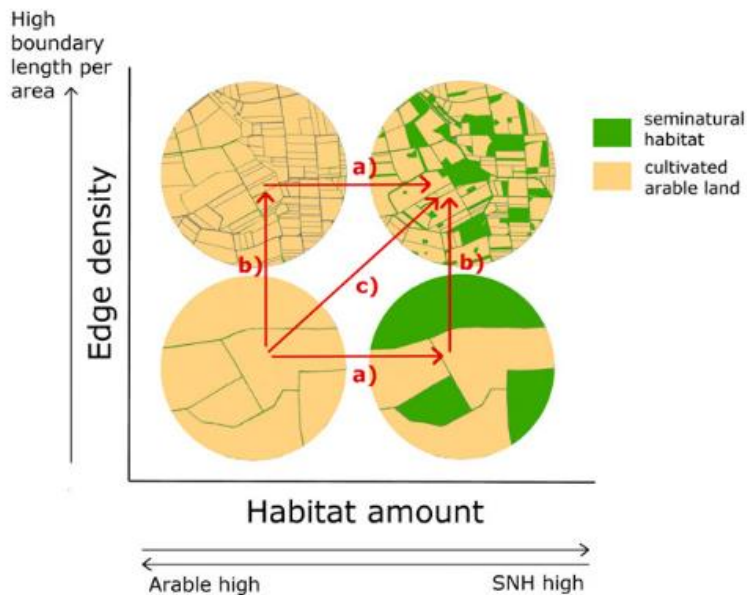 High
boundary
length per
area
Edge density
a)
b)
c)
b)
a)
seminatural
habitat
cultivated
arable land
Habitat amount
Arable high
SNH high